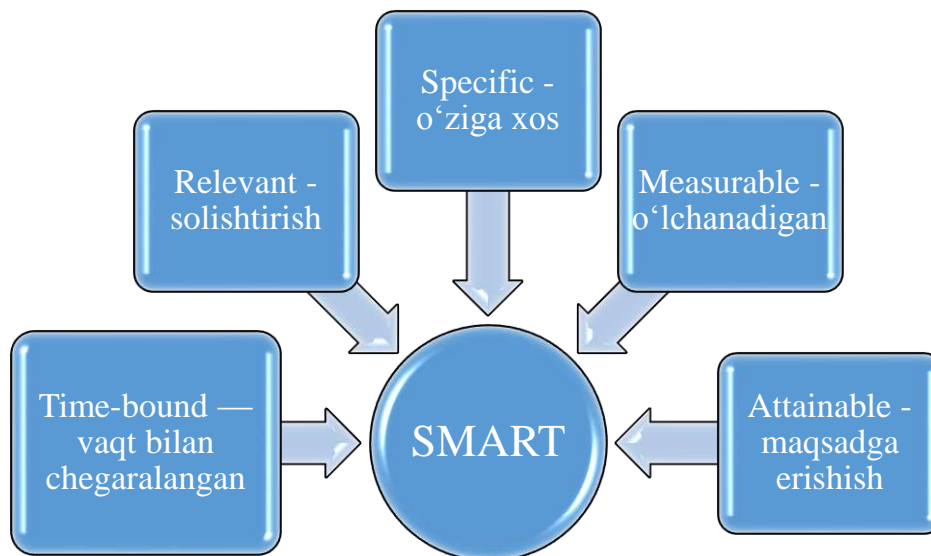 Specific -
o‘ziga xos
Relevant -
solishtirish
Measurable -
o‘lchanadigan
Time-bound —
vaqt bilan
chegaralangan
SMART
Attainable -
maqsadga
erishish